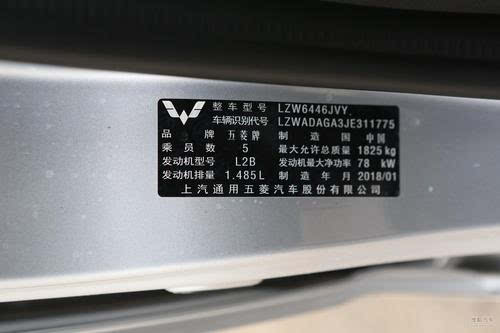 整车型号 LZW6446JVY
车辆识别代号 LZWADAGA3JE311775
品牌 五菱牌 制造国 中国
乘员数 5 最大允许总质量 1825 kg
发动机型号 L2B 发动机最大净功率 78 kW
发动机排量 1.485 L 制造年月 2018/01
上汽通用五菱汽车股份有限公司